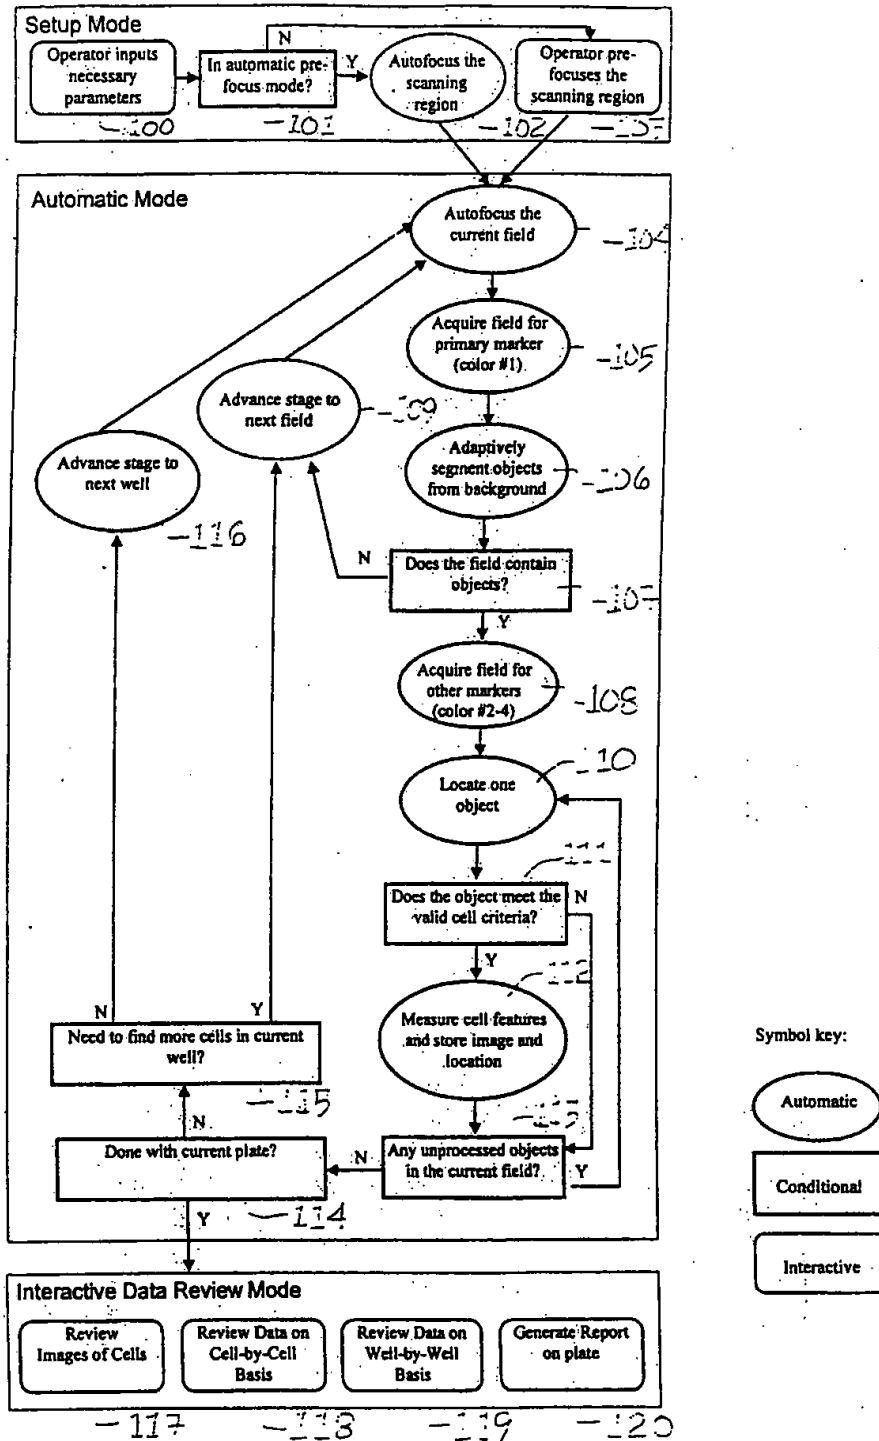 Setup Mode
Operator inputs
necessary
parameters
-100
In automatic pre-
focus mode?
-101
N
Y
Autofocus the
scanning
region
-102
Operator pre-
focuses the
scanning region
Automatic Mode
Autofocus the
current field
-104
Acquire field for
primary marker
(color #1)
-105
Advance stage to
next field
Adaptively
segment objects
from background
-106
Advance stage to
next well
-116
N
Does the field contain
objects?
Y
Acquire field for
other markers
(color #2-4)
-108
Locate one
object
Does the object meet the
valid cell criteria?
N
111
Y
Measure cell features
and store image and
location
N
Y
Need to find more cells in current
well?
-115
N
Done with current plate?
-114
N
Any unprocessed objects
in the current field?
Y
Y
Interactive Data Review Mode
Review
Images of Cells
Review Data on
Cell-by-Cell
Basis
Review Data on
Well-by-Well
Basis
Generate Report
on plate
-117
-118
-119
-120
Symbol key:
Automatic
Conditional
Interactive